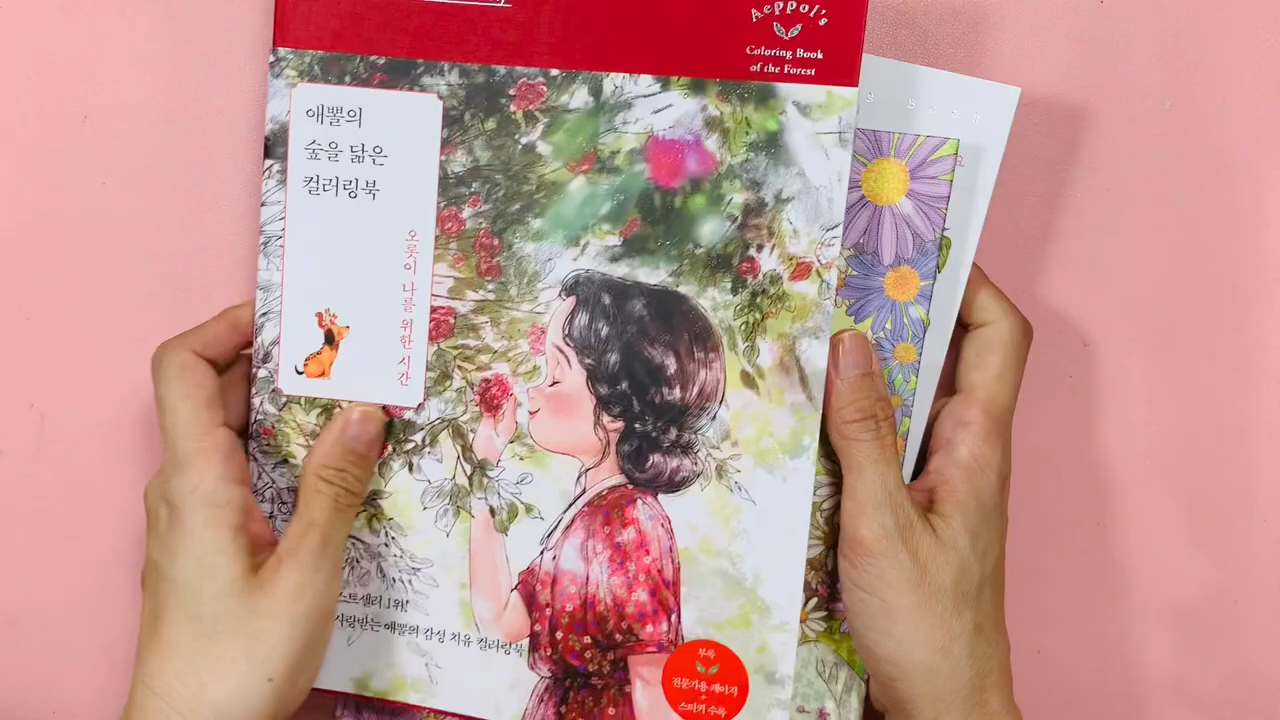 Aeppol's
Coloring Book
of the Forest
애뽈의
숲을 닮은
컬러링북
오롯이 나를 위한 시간
스트셀러 1위!
사랑받는 애뽈의 감성 치유 컬러링북
부록
전문가용 페이지
+
스티커 수록
Book